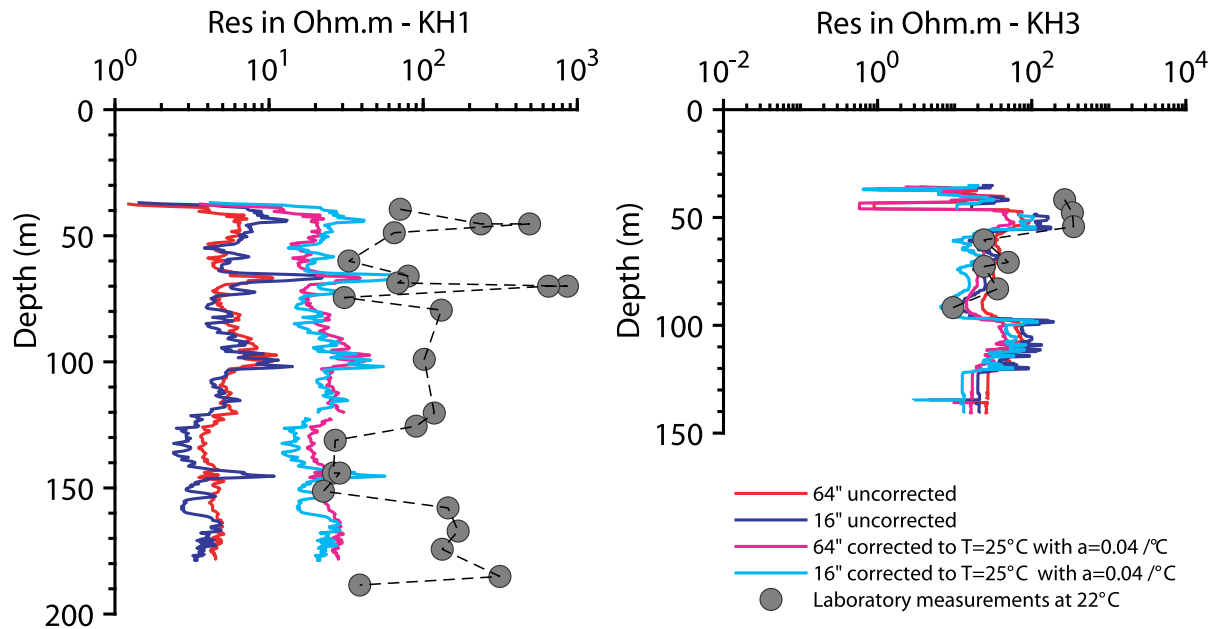 Res in Ohm.m - KH1
10⁰ 10¹ 10² 10³
Depth (m)
0
50
100
150
200
Res in Ohm.m - KH3
10⁻² 10⁰ 10² 10⁴
Depth (m)
0
50
100
150
64" uncorrected
16" uncorrected
64" corrected to T=25°C with a=0.04 /°C
16" corrected to T=25°C with a=0.04 /°C
Laboratory measurements at 22°C